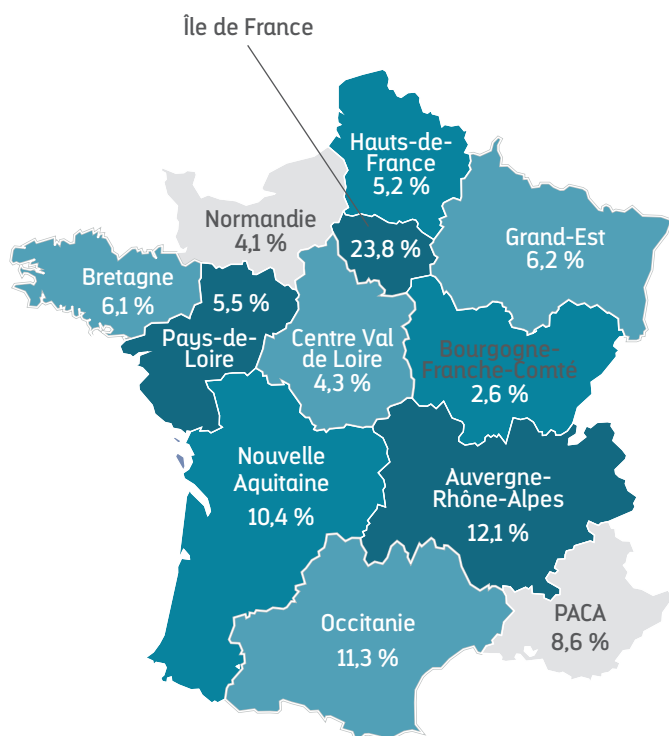 Île de France
Hauts-de-
France
5,2 %
Normandie
4,1 %
23,8 %
Grand-Est
6,2 %
Bretagne
6,1 %
5,5 %
Pays-de-
Loire
Centre Val
de Loire
4,3 %
Bourgogne-
Franche-Comté
2,6 %
Nouvelle
Aquitaine
10,4 %
Auvergne-
Rhône-Alpes
12,1 %
PACA
8,6 %
Occitanie
11,3 %